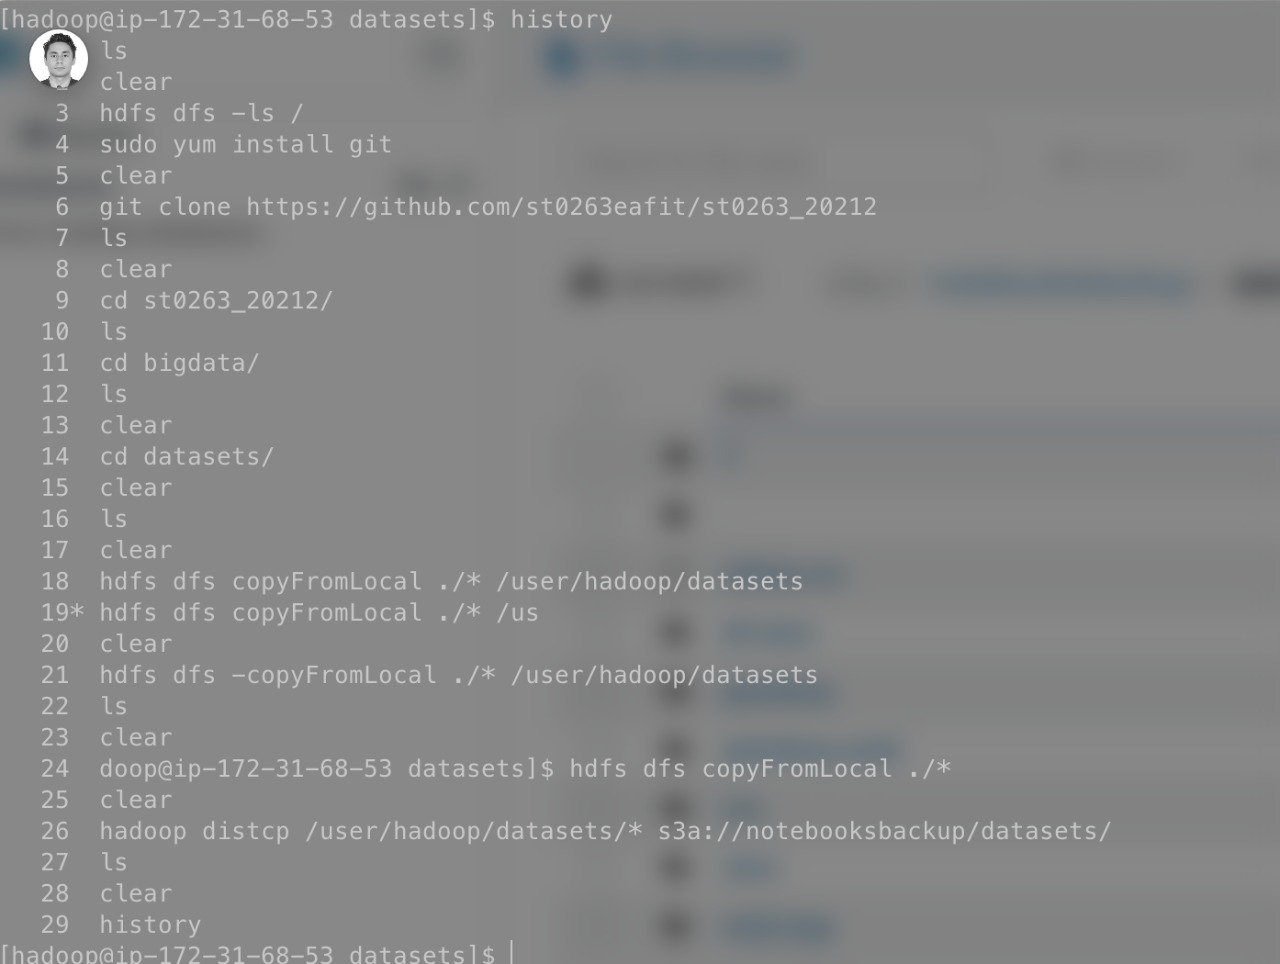 [hadoop@ip-172-31-68-53 datasets]$ history
ls
clear
3 hdfs dfs -ls /
4 sudo yum install git
5 clear
6 git clone https://github.com/st0263eafit/st0263_20212
7 ls
8 clear
9 cd st0263_20212/
10 ls
11 cd bigdata/
12 ls
13 clear
14 cd datasets/
15 clear
16 ls
17 clear
18 hdfs dfs copyFromLocal ./* /user/hadoop/datasets
19* hdfs dfs copyFromLocal ./* /us
20 clear
21 hdfs dfs -copyFromLocal ./* /user/hadoop/datasets
22 ls
23 clear
24 doop@ip-172-31-68-53 datasets]$ hdfs dfs copyFromLocal ./*
25 clear
26 hadoop distcp /user/hadoop/datasets/* s3a://notebooksbackup/datasets/
27 ls
28 clear
29 history
[hadoop@ip-172-31-68-53 datasets]$